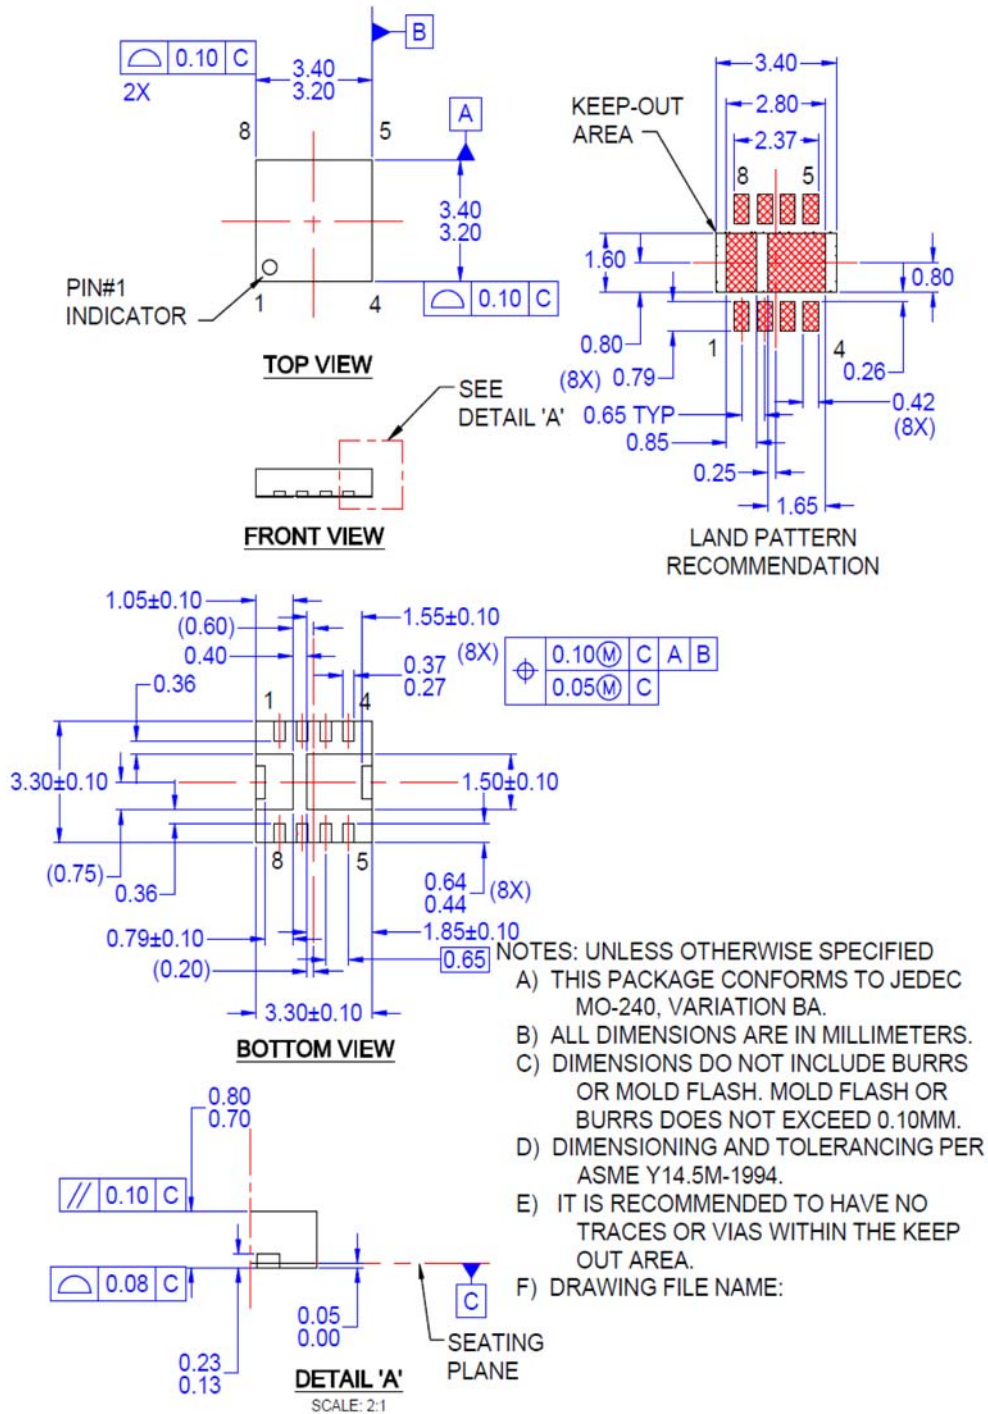 B
0.10 C
2X
3.40
3.20
8
5
A
3.40
3.20
PIN#1
INDICATOR
1
4
0.10 C
TOP VIEW
SEE
DETAIL 'A'
FRONT VIEW
3.40
2.80
2.37
KEEP-OUT
AREA
8
5
1.60
0.80
1
4
0.80
0.26
(8X) 0.79
0.42
(8X)
0.65 TYP
0.85
0.25
1.65
LAND PATTERN
RECOMMENDATION
1.05±0.10
(0.60)
1.55±0.10
0.40
0.37
0.27
(8X)
0.10Ⓜ C A B
0.05Ⓜ C
0.36
1
4
3.30±0.10
1.50±0.10
8
5
(0.75)
0.36
0.64
0.44
(8X)
0.79±0.10
1.85±0.10
(0.20)
0.65
3.30±0.10
BOTTOM VIEW
NOTES: UNLESS OTHERWISE SPECIFIED
A) THIS PACKAGE CONFORMS TO JEDEC
MO-240, VARIATION BA.
B) ALL DIMENSIONS ARE IN MILLIMETERS.
C) DIMENSIONS DO NOT INCLUDE BURRS
OR MOLD FLASH. MOLD FLASH OR
BURRS DOES NOT EXCEED 0.10MM.
D) DIMENSIONING AND TOLERANCING PER
ASME Y14.5M-1994.
E) IT IS RECOMMENDED TO HAVE NO
TRACES OR VIAS WITHIN THE KEEP
OUT AREA.
F) DRAWING FILE NAME:
0.80
0.70
// 0.10 C
0.08 C
C
0.05
0.00
SEATING
PLANE
0.23
0.13
DETAIL 'A'
SCALE: 2:1